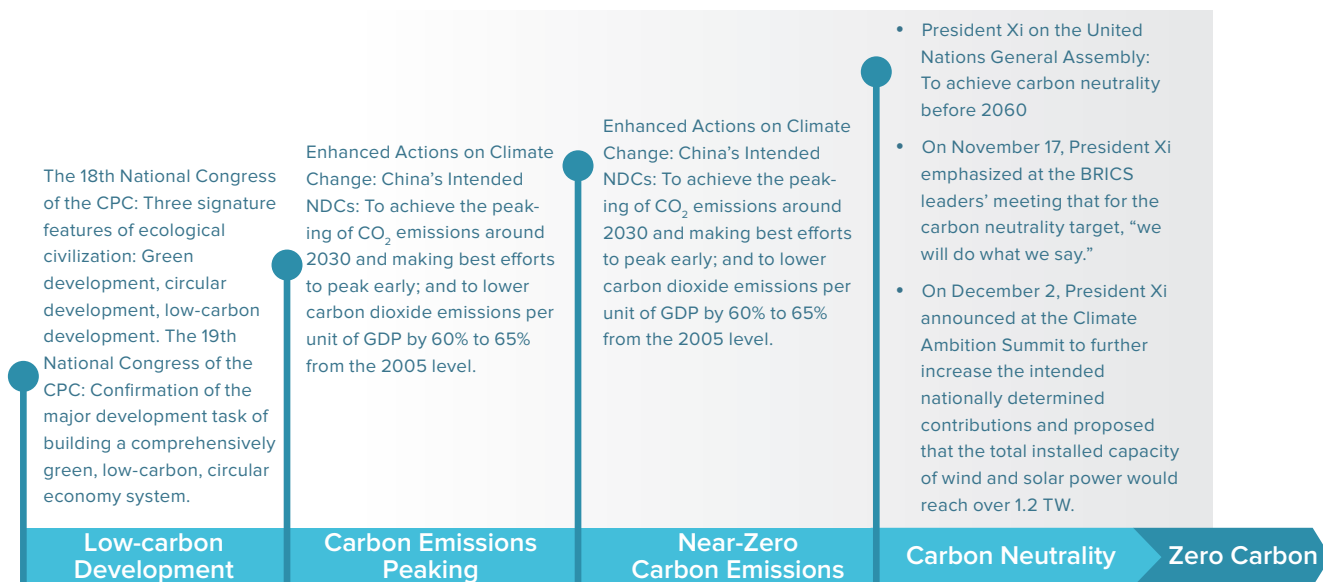 The 18th National Congress
of the CPC: Three signature
features of ecological
civilization: Green
development, circular
development, low-carbon
development. The 19th
National Congress of the
CPC: Confirmation of the
major development task of
building a comprehensively
green, low-carbon, circular
economy system.
Enhanced Actions on Climate
Change: China’s Intended
NDCs: To achieve the peak-
ing of CO₂ emissions around
2030 and making best efforts
to peak early; and to lower
carbon dioxide emissions per
unit of GDP by 60% to 65%
from the 2005 level.
Enhanced Actions on Climate
Change: China’s Intended
NDCs: To achieve the peak-
ing of CO₂ emissions around
2030 and making best efforts
to peak early; and to lower
carbon dioxide emissions per
unit of GDP by 60% to 65%
from the 2005 level.
• President Xi on the United
Nations General Assembly:
To achieve carbon neutrality
before 2060
• On November 17, President Xi
emphasized at the BRICS
leaders’ meeting that for the
carbon neutrality target, “we
will do what we say.”
• On December 2, President Xi
announced at the Climate
Ambition Summit to further
increase the intended
nationally determined
contributions and proposed
that the total installed capacity
of wind and solar power would
reach over 1.2 TW.
Low-carbon
Development
Carbon Emissions
Peaking
Near-Zero
Carbon Emissions
Carbon Neutrality
Zero Carbon